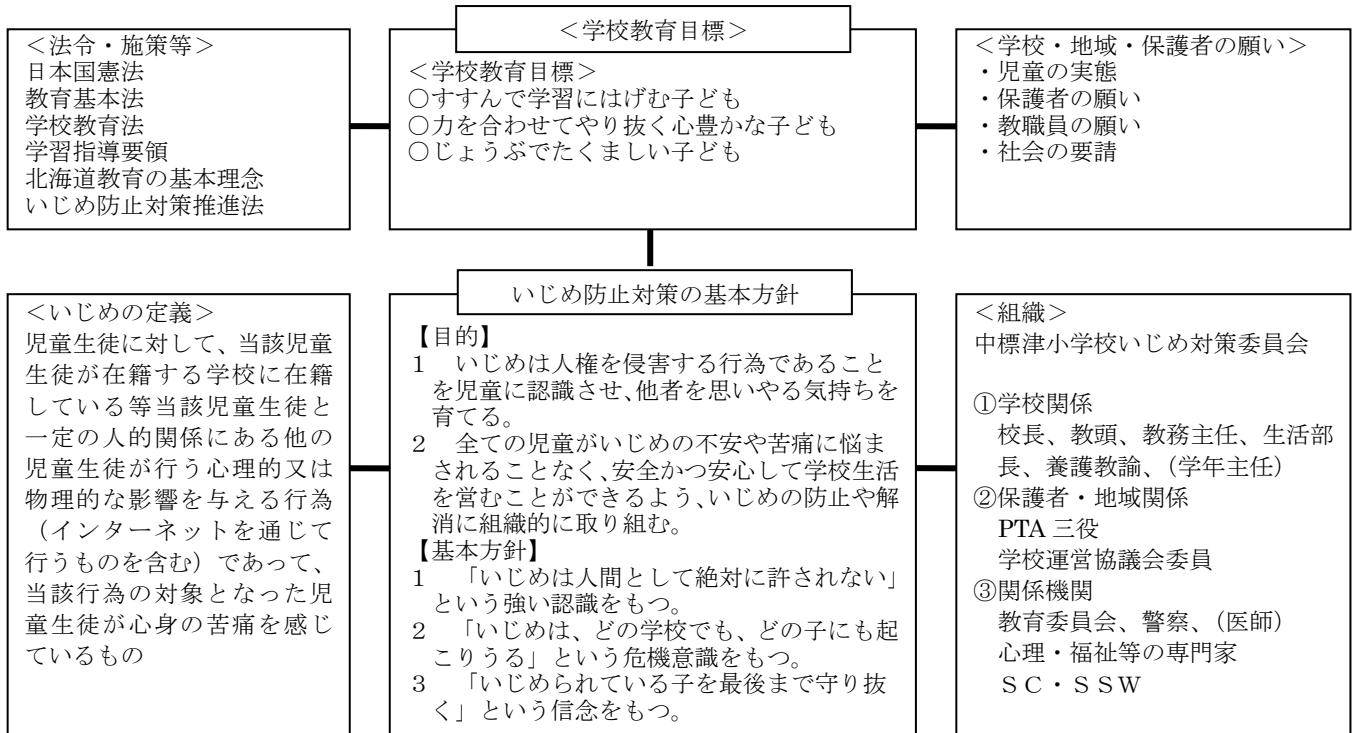 ＜法令・施策等＞
日本国憲法
教育基本法
学校教育法
学習指導要領
北海道教育の基本理念
いじめ防止対策推進法
＜学校教育目標＞
＜学校教育目標＞
○すすんで学習にはげむ子ども
○力を合わせてやり抜く心豊かな子ども
○じょうぶでたくましい子ども
＜学校・地域・保護者の願い＞
・児童の実態
・保護者の願い
・教職員の願い
・社会の要請
＜いじめの定義＞
児童生徒に対して、当該児童
生徒が在籍する学校に在籍
している等当該児童生徒と
一定の人的関係にある他の
児童生徒が行う心理的又は
物理的な影響を与える行為
（インターネットを通じて
行うものを含む）であって、
当該行為の対象となった児
童生徒が心身の苦痛を感じ
ているもの
いじめ防止対策の基本方針
【目的】
１　いじめは人権を侵害する行為であること
を児童に認識させ、他者を思いやる気持ちを
育てる。
２　全ての児童がいじめの不安や苦痛に悩ま
されることなく、安全かつ安心して学校生活
を営むことができるよう、いじめの防止や解
消に組織的に取り組む。
【基本方針】
１　「いじめは人間として絶対に許されない」
という強い認識をもつ。
２　「いじめは、どの学校でも、どの子にも起
こりうる」という危機意識をもつ。
３　「いじめられている子を最後まで守り抜
く」という信念をもつ。
＜組織＞
中標津小学校いじめ対策委員会
①学校関係
校長、教頭、教務主任、生活部
長、養護教諭、（学年主任）
②保護者・地域関係
PTA 三役
学校運営協議会委員
③関係機関
教育委員会、警察、（医師）
心理・福祉等の専門家
ＳＣ・ＳＳＷ